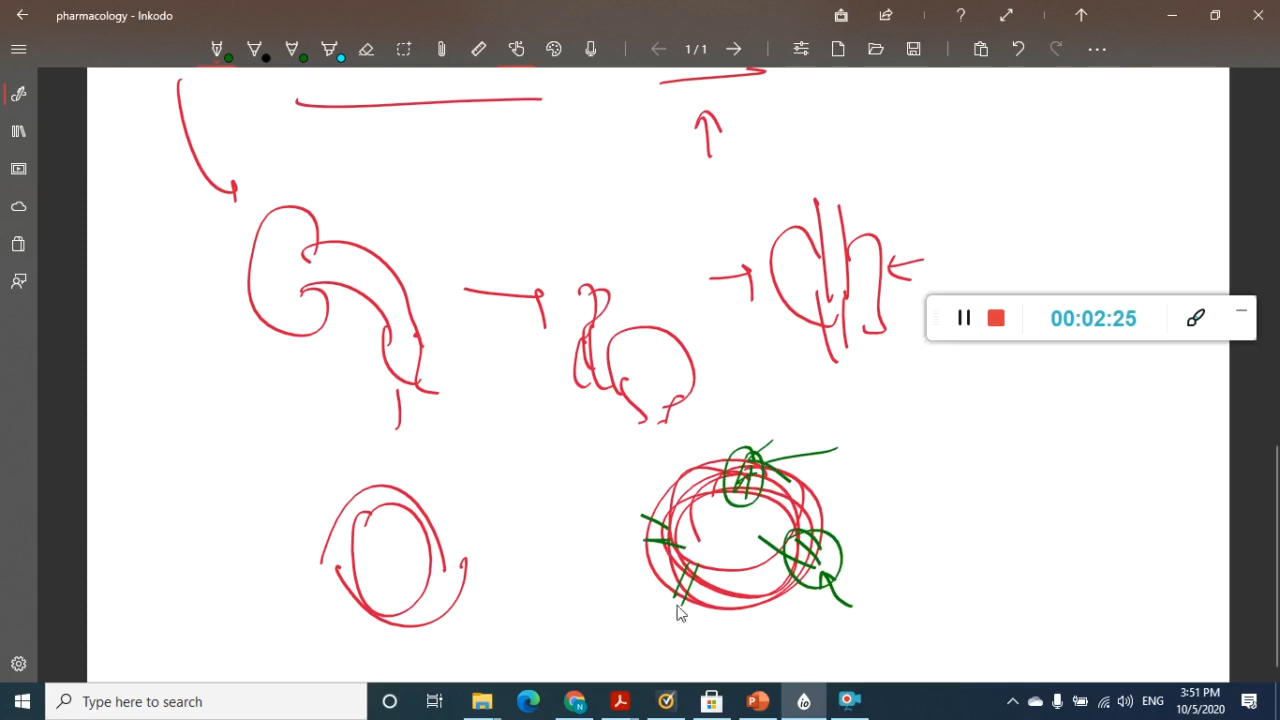 pharmacology - Inkodo
1/1
00:02:25
Type here to search
ENG
3:51 PM
10/5/2020